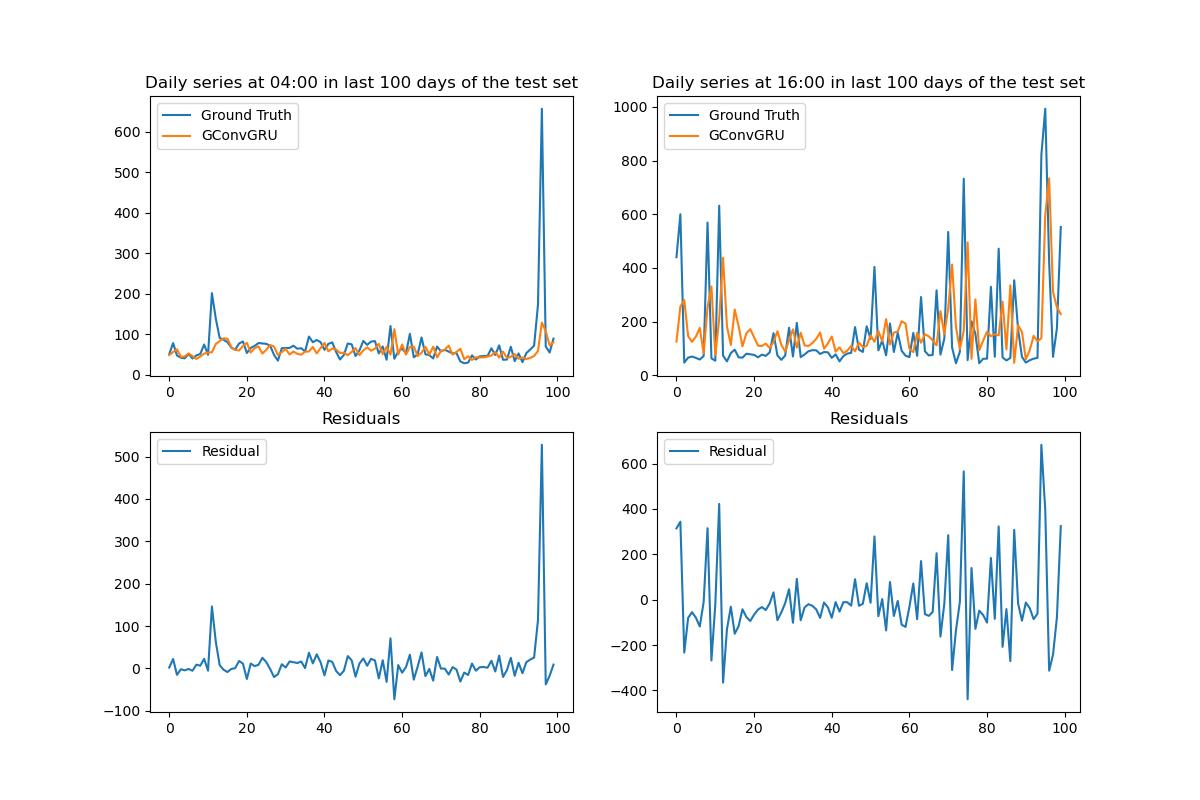 Daily series at 04:00 in last 100 days of the test set
Ground Truth
GConvGRU
600
500
400
300
200
100
0
0 20 40 60 80 100
Daily series at 16:00 in last 100 days of the test set
Ground Truth
GConvGRU
1000
800
600
400
200
0
0 20 40 60 80 100
Residuals
Residual
500
400
300
200
100
0
−100
0 20 40 60 80 100
Residuals
Residual
600
400
200
0
−200
−400
0 20 40 60 80 100